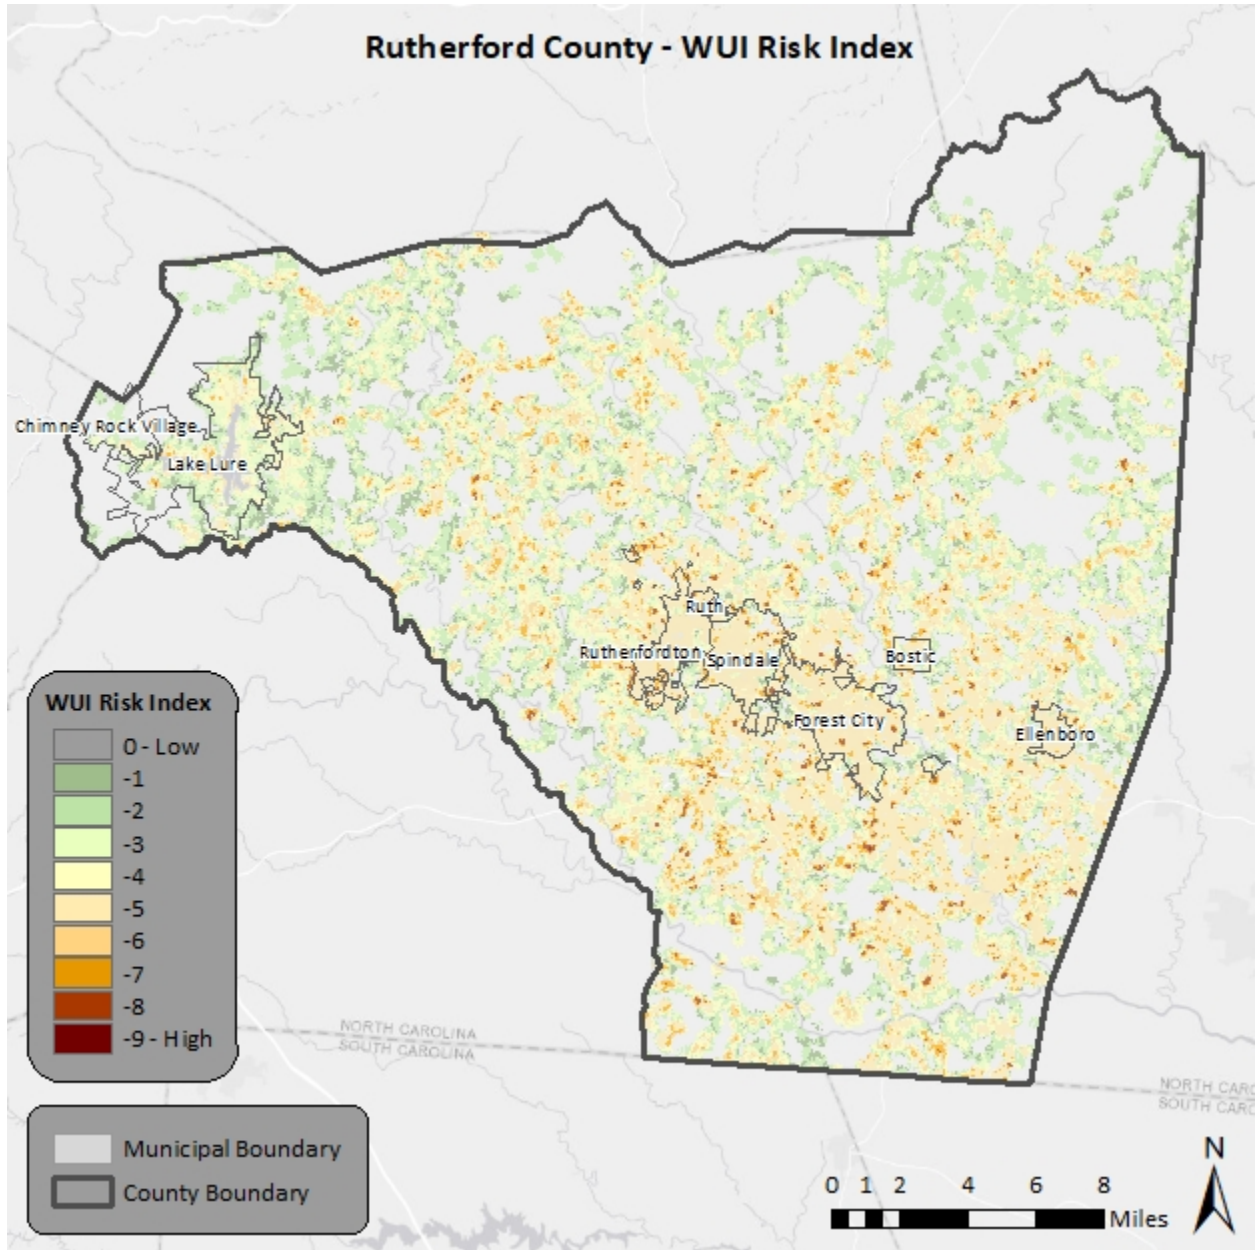 Rutherford County - WUI Risk Index
Chimney Rock Village
Lake Lure
Ruth
Rutherfordton
Spindale
Bostic
Forest City
Ellenboro
WUI Risk Index
0 - Low
-1
-2
-3
-4
-5
-6
-7
-8
-9 - High
NORTH CAROLINA
SOUTH CAROLINA
NORTH CARO
SOUTH CARO
Municipal Boundary
County Boundary
N
0 1 2 4 6 8
Miles